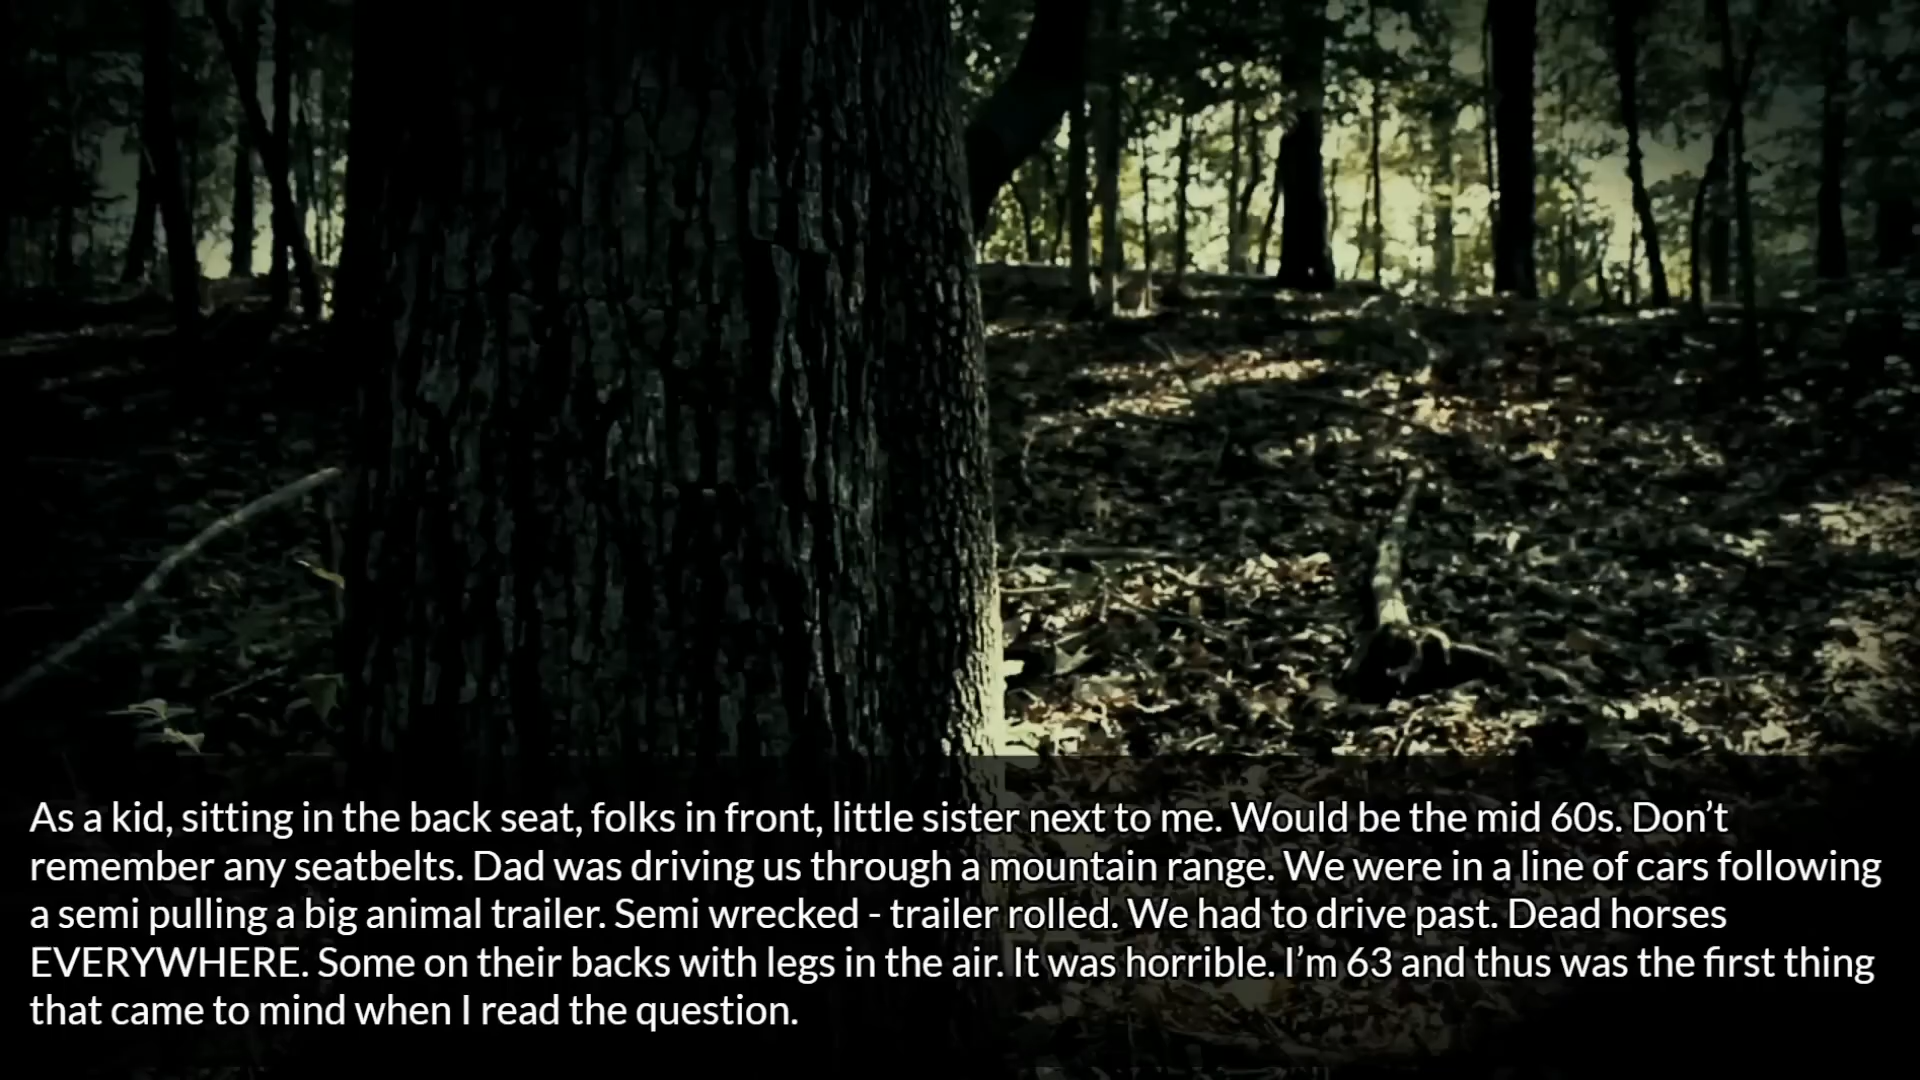 As a kid, sitting in the back seat, folks in front, little sister next to me. Would be the mid 60s. Don’t
remember any seatbelts. Dad was driving us through a mountain range. We were in a line of cars following
a semi pulling a big animal trailer. Semi wrecked - trailer rolled. We had to drive past. Dead horses
EVERYWHERE. Some on their backs with legs in the air. It was horrible. I’m 63 and thus was the first thing
that came to mind when I read the question.